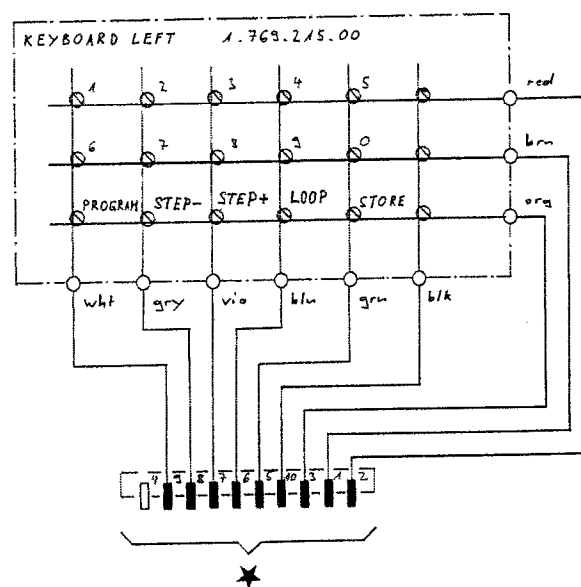 KEYBOARD LEFT 1.769.215.00
1 2 3 4 5 red
6 7 8 9 0 brn
PROGRAM STEP- STEP+ LOOP STORE org
wht gry vio blu grn blk
4 9 8 7 6 5 10 3 1 2